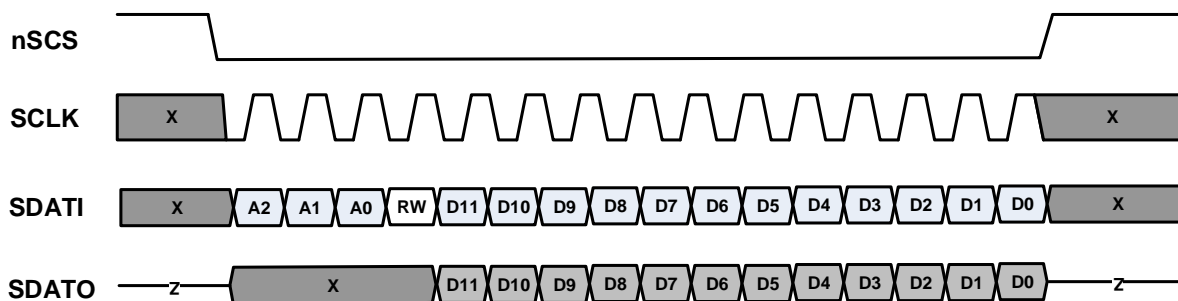 nSCS
SCLK X X
SDATI X A2 A1 A0 RW D11 D10 D9 D8 D7 D6 D5 D4 D3 D2 D1 D0 X
SDATO Z X D11 D10 D9 D8 D7 D6 D5 D4 D3 D2 D1 D0 Z